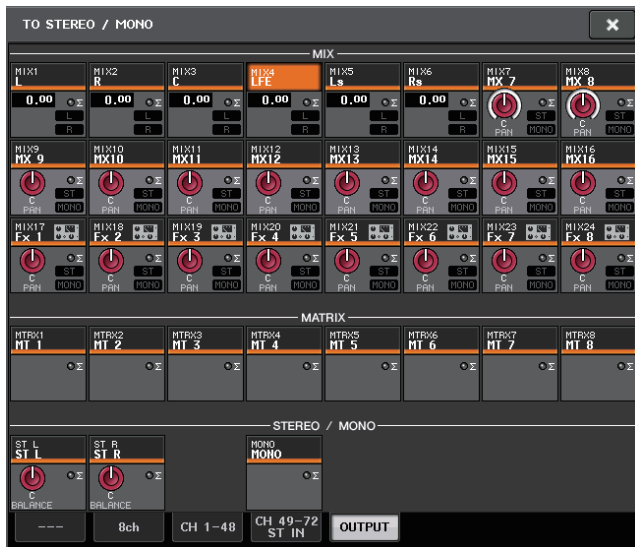 TO STEREO / MONO
MIX
MIX1 MIX2 MIX3 MIX4 MIX5 MIX6 MIX7 MIX8
L R C LFE Ls Rs MX 7 MX 8
0.00 Σ 0.00 Σ 0.00 Σ 0.00 Σ 0.00 Σ 0.00 Σ Σ Σ
L L L L L L ST ST
R R R R R R C PAN MONO C PAN MONO
MIX9 MIX10 MIX11 MIX12 MIX13 MIX14 MIX15 MIX16
MX 9 MX10 MX11 MX12 MX13 MX14 MX15 MX16
Σ Σ Σ Σ Σ Σ Σ Σ
ST ST ST ST ST ST ST ST
C C C C C C C C
PAN MONO PAN MONO PAN MONO PAN MONO PAN MONO PAN MONO PAN MONO PAN MONO
MIX17 MIX18 MIX19 MIX20 MIX21 MIX22 MIX23 MIX24
Fx 1 Fx 2 Fx 3 Fx 4 Fx 5 Fx 6 Fx 7 Fx 8
Σ Σ Σ Σ Σ Σ Σ Σ
ST ST ST ST ST ST ST ST
C C C C C C C C
PAN MONO PAN MONO PAN MONO PAN MONO PAN MONO PAN MONO PAN MONO PAN MONO
MATRIX
MTRX1 MTRX2 MTRX3 MTRX4 MTRX5 MTRX6 MTRX7 MTRX8
MT 1 MT 2 MT 3 MT 4 MT 5 MT 6 MT 7 MT 8
Σ Σ Σ Σ Σ Σ Σ Σ
STEREO / MONO
ST L ST R MONO
ST L ST R MONO
Σ Σ Σ
C C
BALANCE BALANCE
--- 8ch CH 1-48 CH 49-72 OUTPUT
ST IN